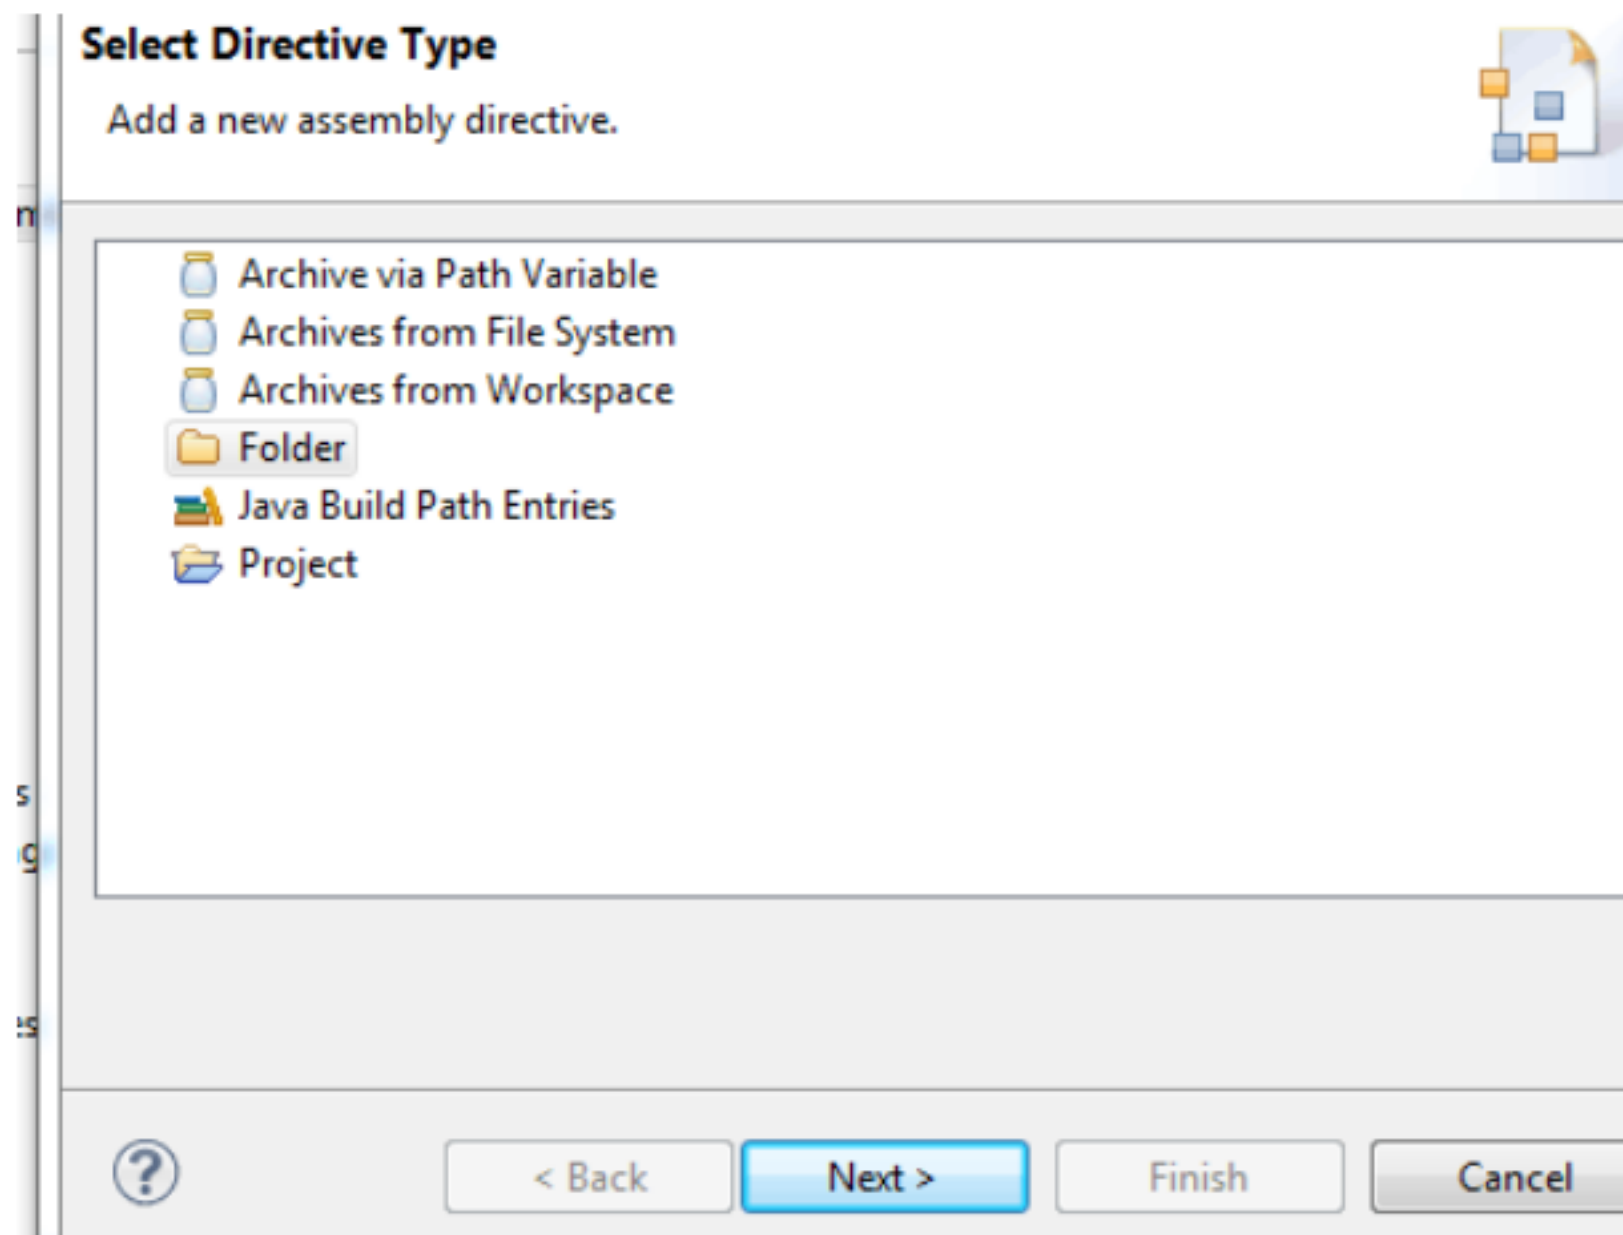 Select Directive Type
Add a new assembly directive.
Archive via Path Variable
Archives from File System
Archives from Workspace
Folder
Java Build Path Entries
Project
< Back
Next >
Finish
Cancel